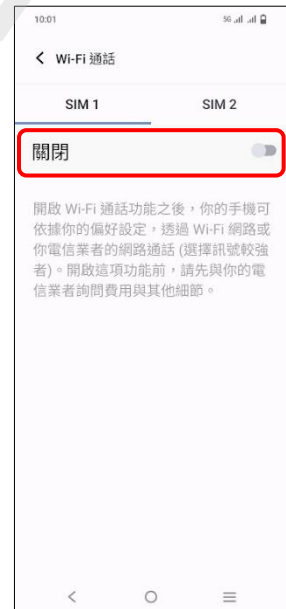 10:01 5G
Wi-Fi 通話
SIM 1 SIM 2
關閉
開啟 Wi-Fi 通話功能之後，你的手機可
依據你的偏好設定，透過 Wi-Fi 網路或
你電信業者的網路通話 (選擇訊號較強
者)。開啟這項功能前，請先與你的電
信業者詢問費用與其他細節。